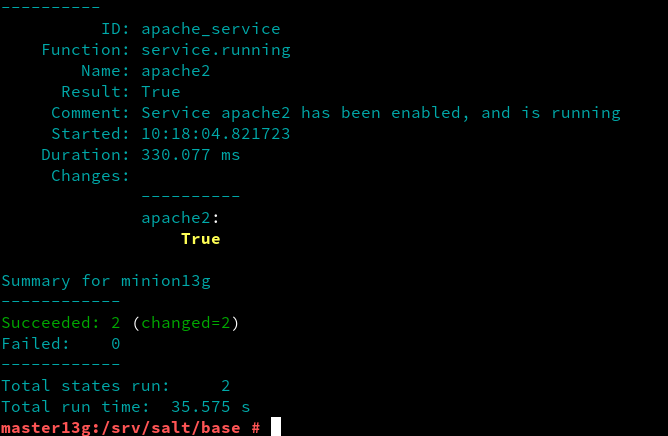 ----------
          ID: apache_service
    Function: service.running
        Name: apache2
      Result: True
     Comment: Service apache2 has been enabled, and is running
     Started: 10:18:04.821723
    Duration: 330.077 ms
     Changes:
              ----------
              apache2:
                  True
Summary for minion13g
------------
Succeeded: 2 (changed=2)
Failed:    0
------------
Total states run:     2
Total run time:  35.575 s
master13g:/srv/salt/base #